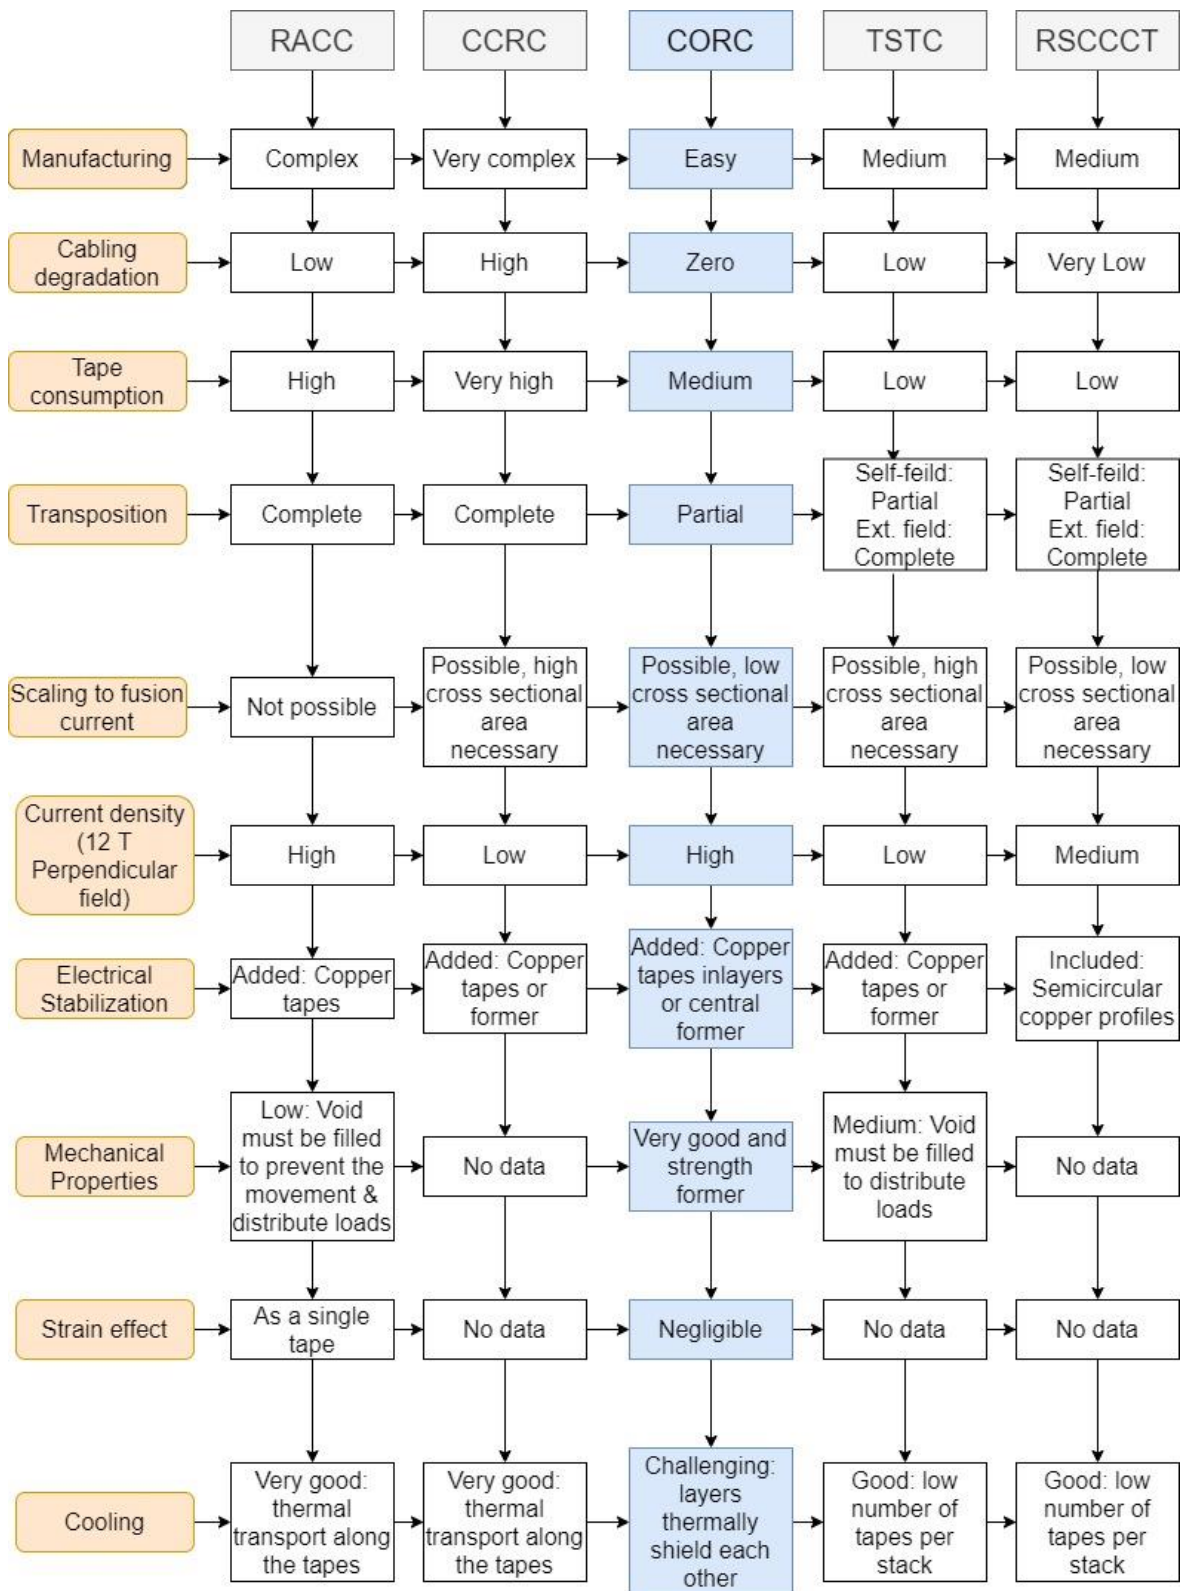 RACC
CCRC
CORC
TSTC
RSCCCT
Manufacturing
Complex
Very complex
Easy
Medium
Medium
Cabling
degradation
Low
High
Zero
Low
Very Low
Tape
consumption
High
Very high
Medium
Low
Low
Transposition
Complete
Complete
Partial
Self-feild:
Partial
Ext. field:
Complete
Self-feild:
Partial
Ext. field:
Complete
Scaling to fusion
current
Not possible
Possible, high
cross sectional
area
necessary
Possible, low
cross sectional
area
necessary
Possible, high
cross sectional
area
necessary
Possible, low
cross sectional
area
necessary
Current density
(12 T
Perpendicular
field)
High
Low
High
Low
Medium
Electrical
Stabilization
Added: Copper
tapes
Added: Copper
tapes or
former
Added: Copper
tapes inlayers
or central
former
Added: Copper
tapes or
former
Included:
Semicircular
copper profiles
Mechanical
Properties
Low: Void
must be filled
to prevent the
movement &
distribute loads
No data
Very good and
strength
former
Medium: Void
must be filled
to distribute
loads
No data
Strain effect
As a single
tape
No data
Negligible
No data
No data
Cooling
Very good:
thermal
transport along
the tapes
Very good:
thermal
transport along
the tapes
Challenging:
layers
thermally
shield each
other
Good: low
number of
tapes per
stack
Good: low
number of
tapes per
stack